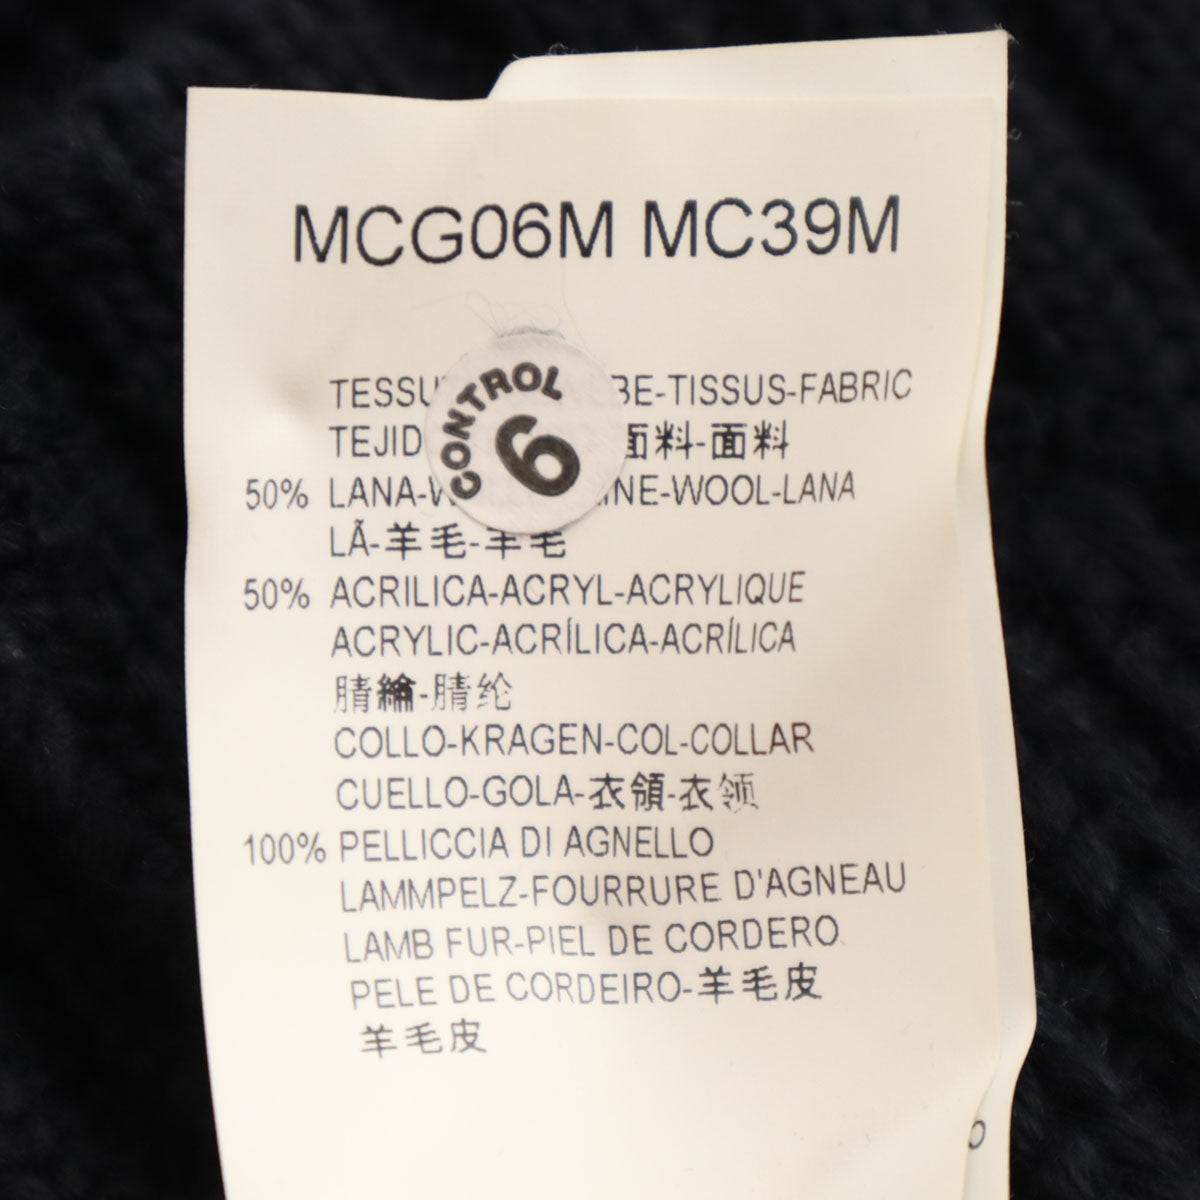 MCG06M MC39M
CONTROL
6
BE-TISSUS-FABRIC
面料-面料
50% LANA- -WOOL-LANA
LÃ-羊毛-羊毛
50% ACRILICA-ACRYL-ACRYLIQUE
ACRYLIC-ACRÍLICA-ACRÍLICA
腈綸-腈纶
COLLO-KRAGEN-COL-COLLAR
CUELLO-GOLA-衣領-衣领
100% PELLICCIA DI AGNELLO
LAMMPELZ-FOURRURE D'AGNEAU
LAMB FUR-PIEL DE CORDERO
PELE DE CORDEIRO-羊毛皮
羊毛皮